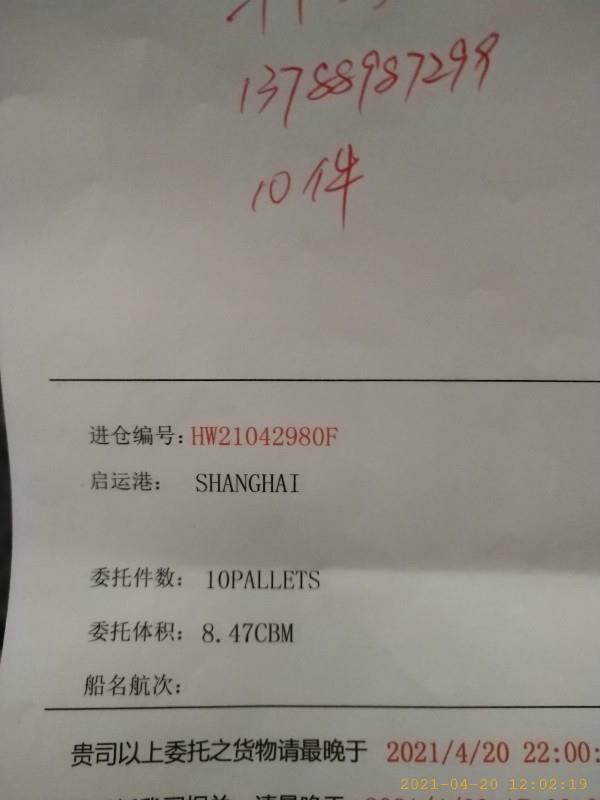 13788987299
10件
进仓编号:HW21042980F
启运港: SHANGHAI
委托件数: 10PALLETS
委托体积: 8.47CBM
船名航次:
贵司以上委托之货物请最晚于 2021/4/20 22:00:
2021-04-20 12:02:19